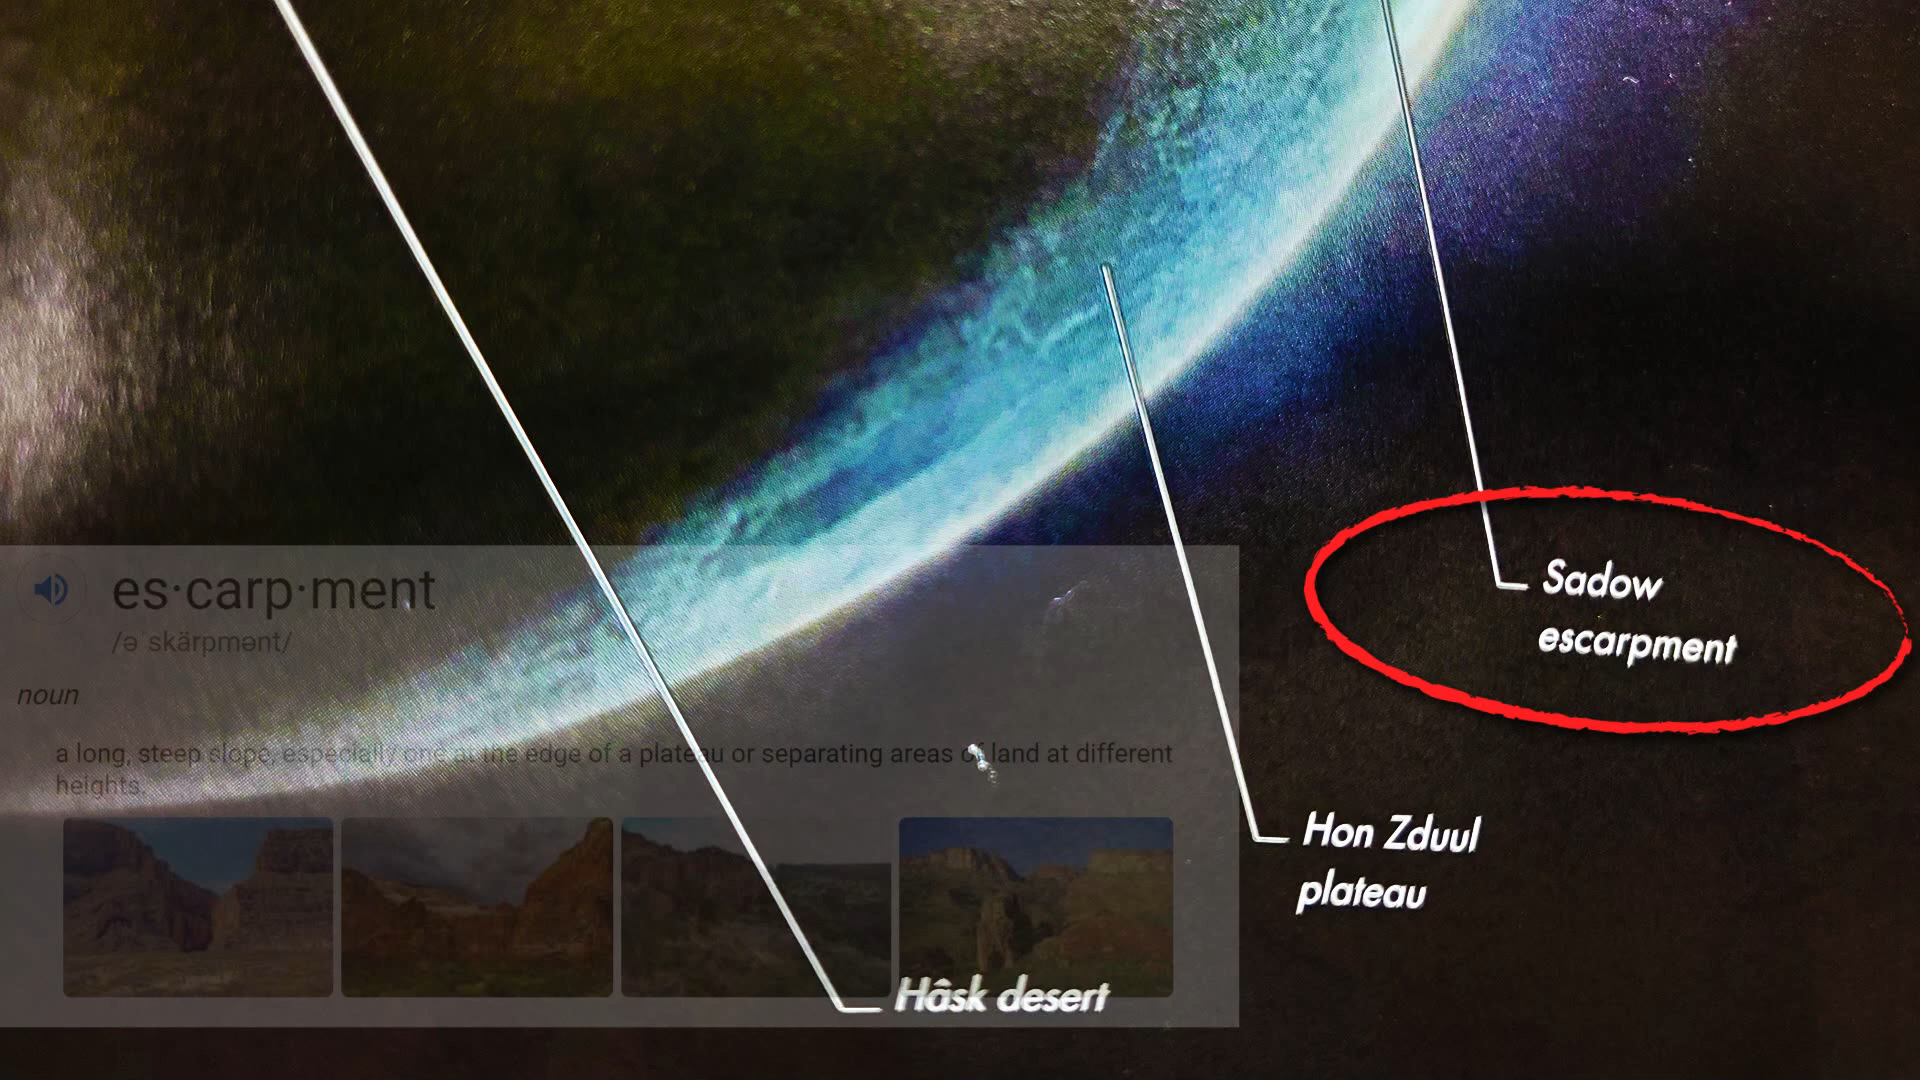 es·carp·ment
/əˈskärpmənt/
noun
a long, steep slope, especially one at the edge of a plateau or separating areas of land at different
heights.
Sadow
escarpment
Hon Zduul
plateau
Hâsk desert